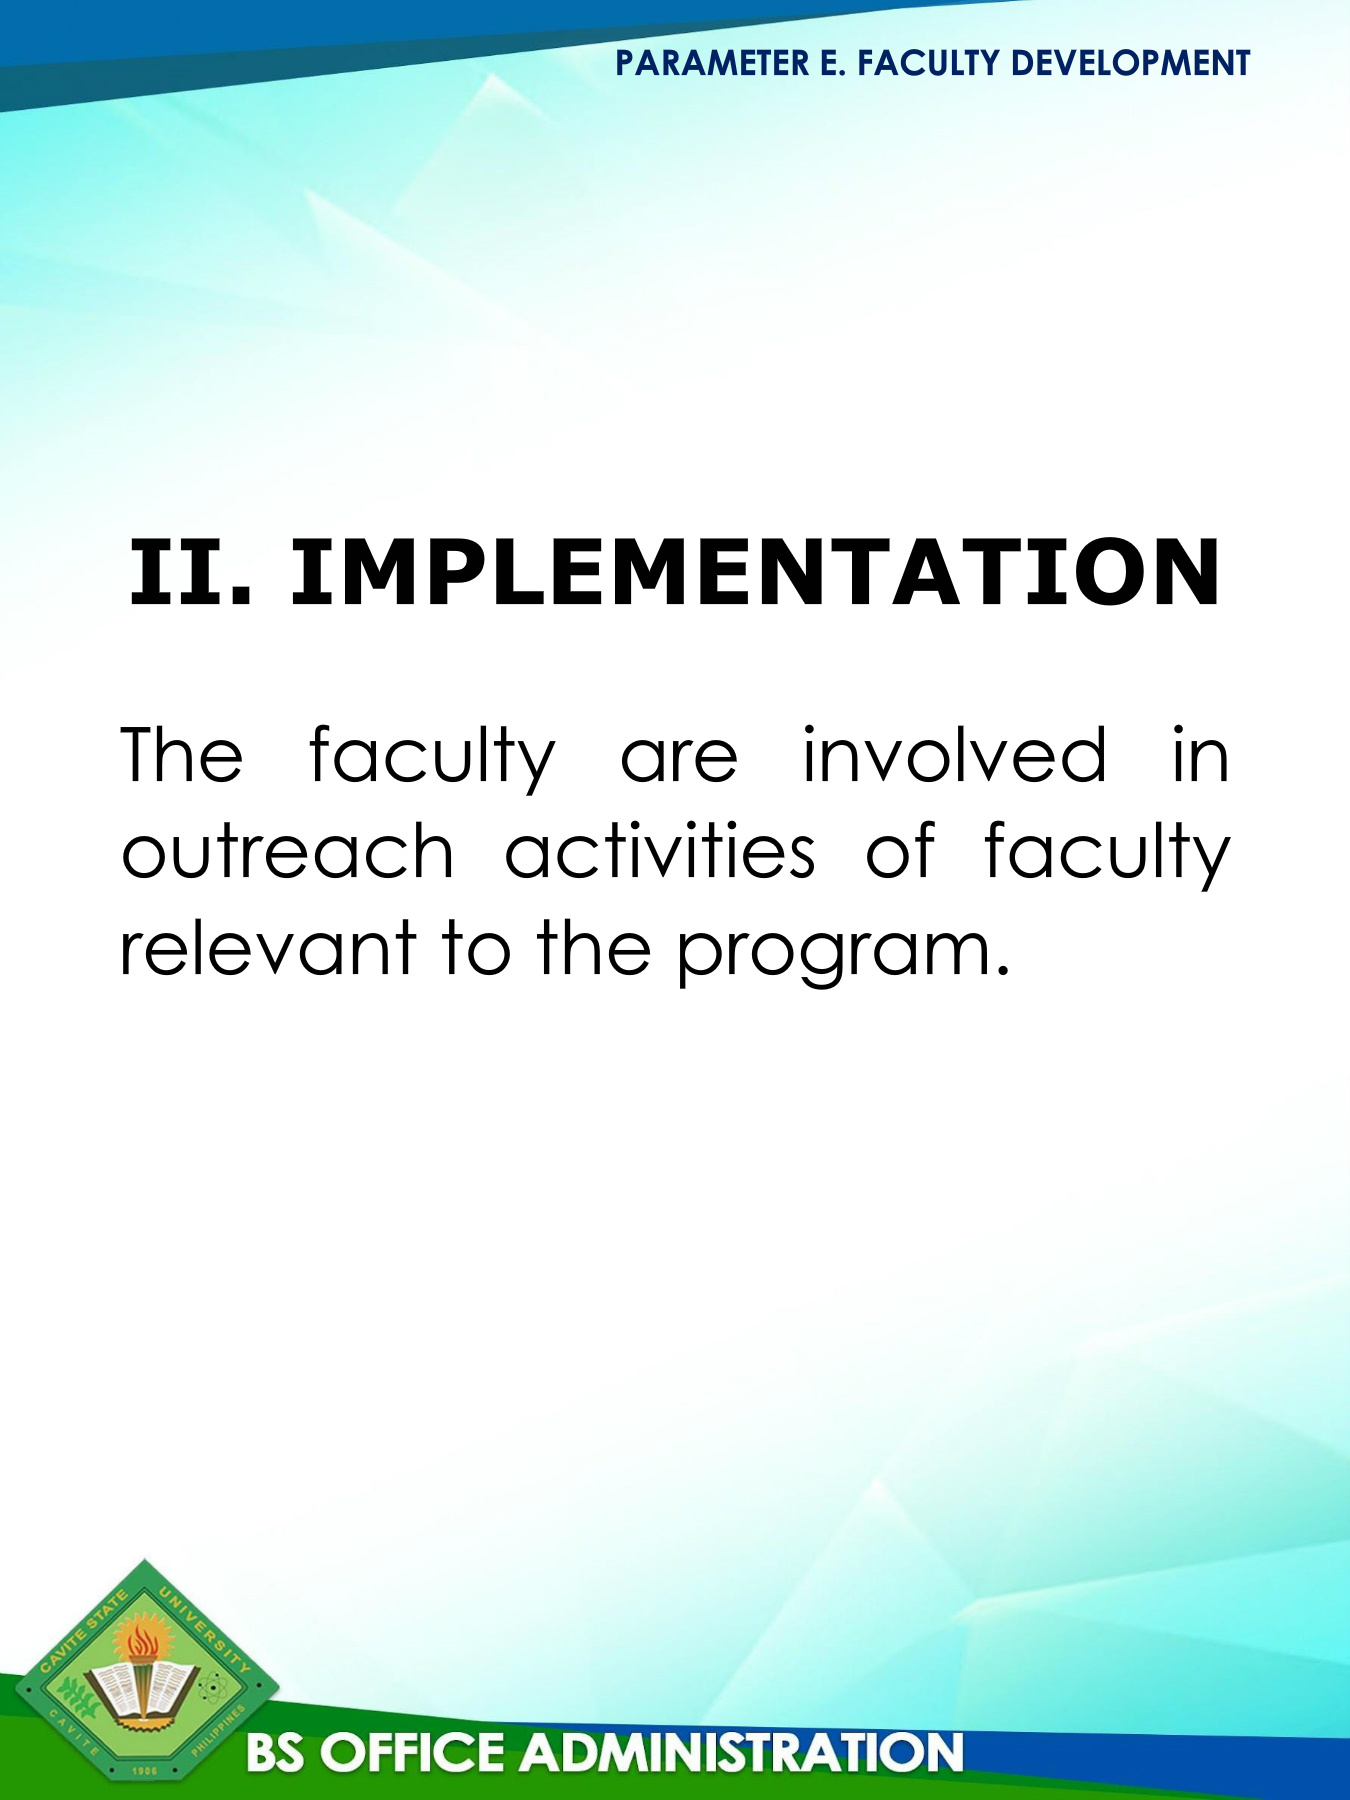 PARAMETER E. FACULTY DEVELOPMENT
II. IMPLEMENTATION
The faculty are involved in
outreach activities of faculty
relevant to the program.
CAVITE STATE UNIVERSITY
CAVITE PHILIPPINES
1906
BS OFFICE ADMINISTRATION